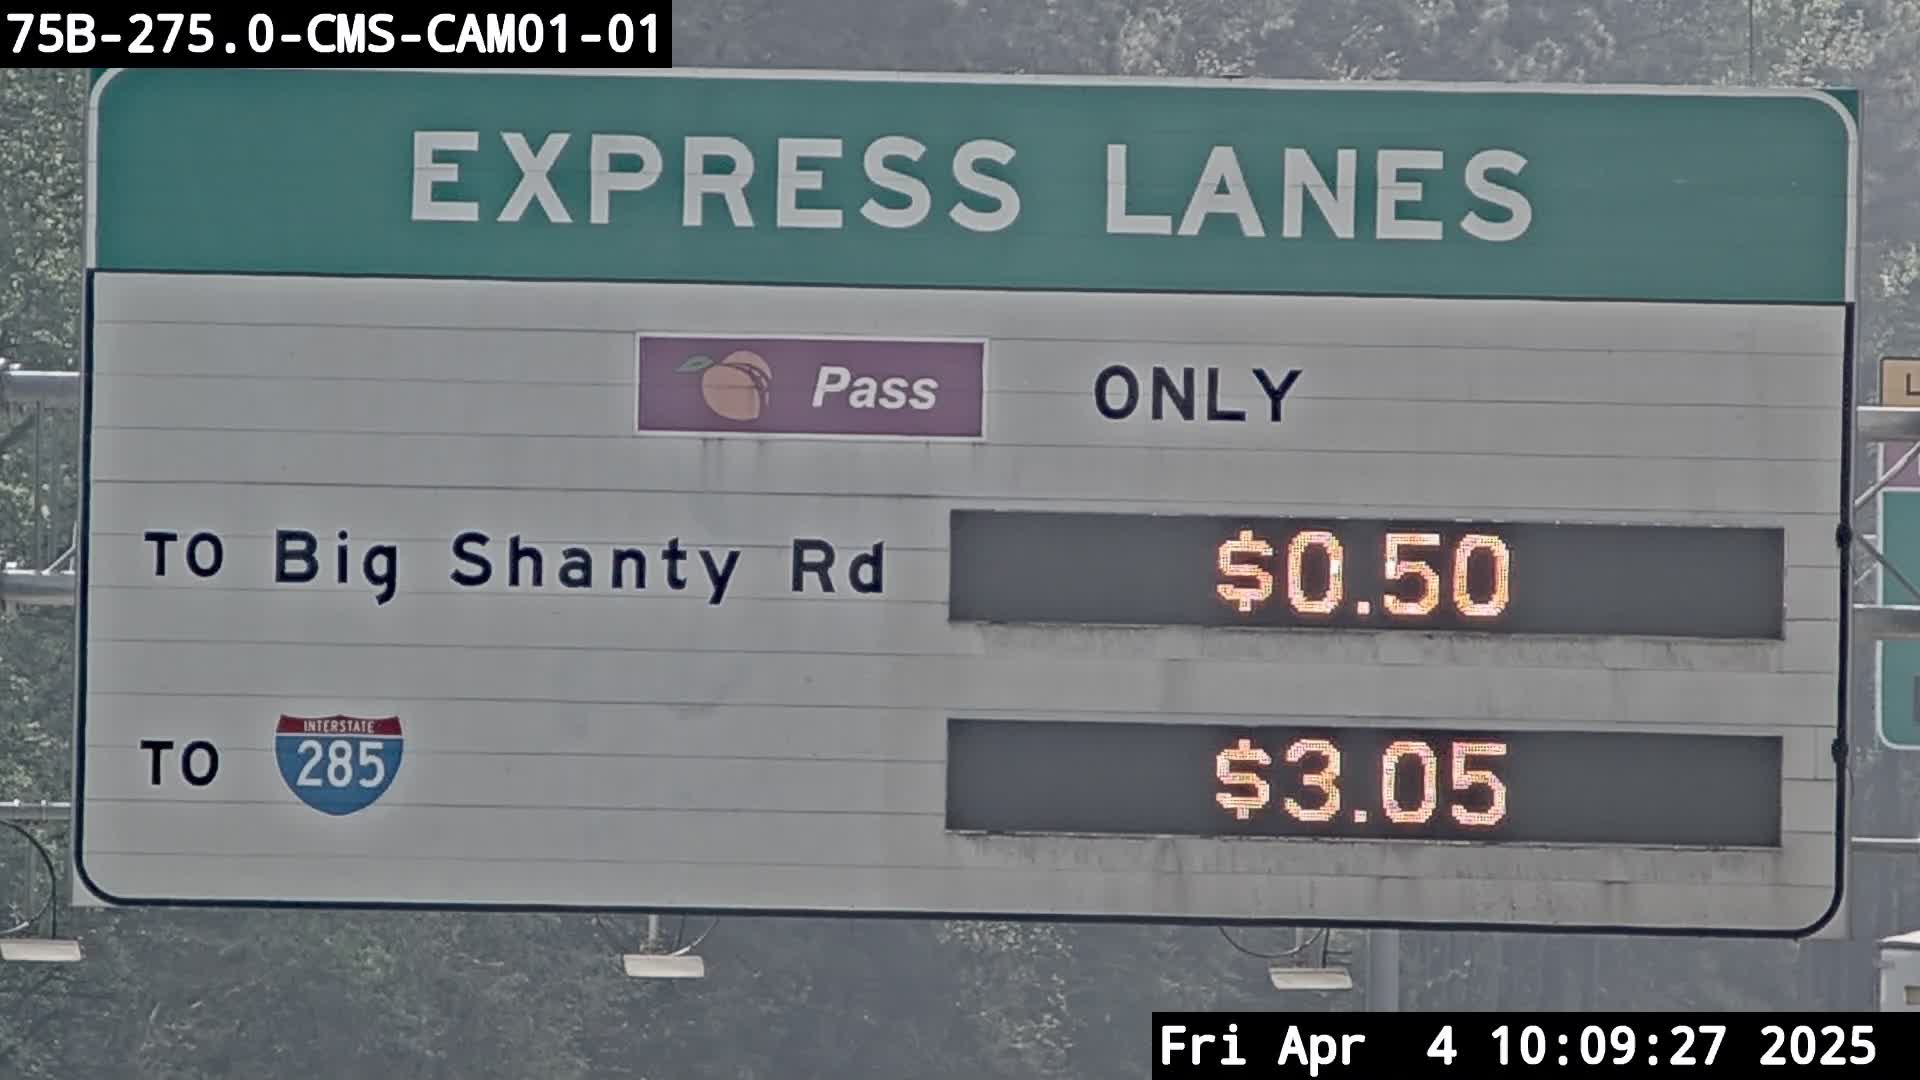 75B-275.0-CMS-CAM01-01
EXPRESS LANES
Pass ONLY
TO Big Shanty Rd $0.50
TO INTERSTATE 285 $3.05
Fri Apr 4 10:09:27 2025